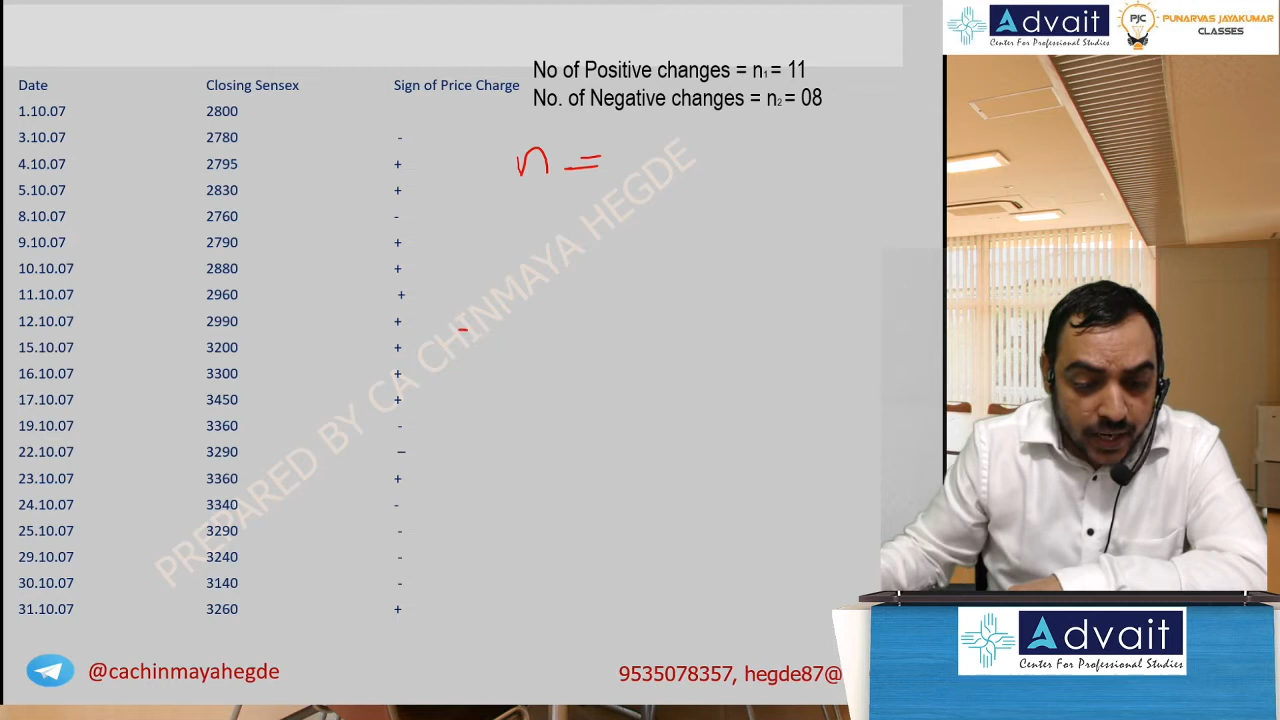 Advait
Center For Professional Studies
PJC
PUNARVAS JAYAKUMAR
CLASSES
No of Positive changes = n₁ = 11
No. of Negative changes = n₂ = 08
n =
Date Closing Sensex Sign of Price Charge
1.10.07 2800
3.10.07 2780 -
4.10.07 2795 +
5.10.07 2830 +
8.10.07 2760 -
9.10.07 2790 +
10.10.07 2880 +
11.10.07 2960 +
12.10.07 2990 +
15.10.07 3200 +
16.10.07 3300 +
17.10.07 3450 +
19.10.07 3360 -
22.10.07 3290 –
23.10.07 3360 +
24.10.07 3340 -
25.10.07 3290 -
29.10.07 3240 -
30.10.07 3140 -
31.10.07 3260 +
PREPARED BY CA CHINMAYA HEGDE
@cachinmayahegde
9535078357, hegde87@
Advait
Center For Professional Studies